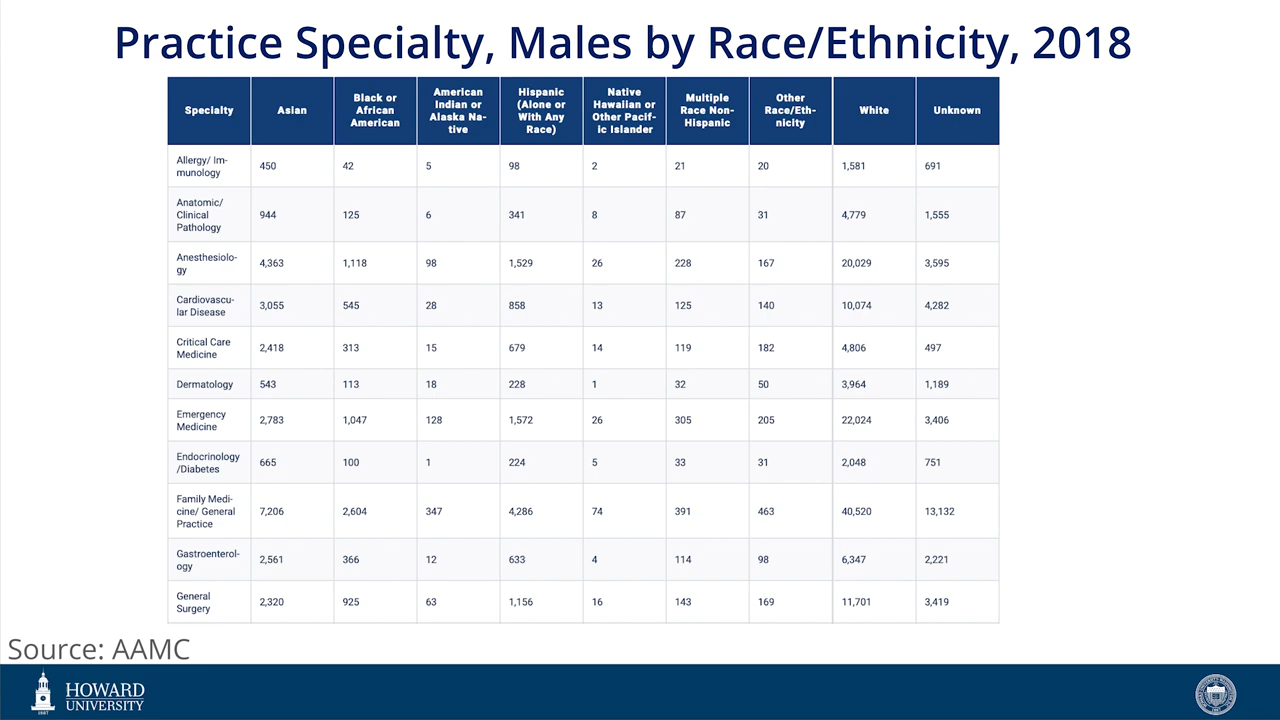 Practice Specialty, Males by Race/Ethnicity, 2018
Specialty Asian Black or African American American Indian or Alaska Na-tive Hispanic (Alone or With Any Race) Native Hawaiian or Other Pacif-ic Islander Multiple Race Non-Hispanic Other Race/Eth-nicity White Unknown
Allergy/ Im-munology 450 42 5 98 2 21 20 1,581 691
Anatomic/ Clinical Pathology 944 125 6 341 8 87 31 4,779 1,555
Anesthesiolo-gy 4,363 1,118 98 1,529 26 228 167 20,029 3,595
Cardiovascu-lar Disease 3,055 545 28 858 13 125 140 10,074 4,282
Critical Care Medicine 2,418 313 15 679 14 119 182 4,806 497
Dermatology 543 113 18 228 1 32 50 3,964 1,189
Emergency Medicine 2,783 1,047 128 1,572 26 305 205 22,024 3,406
Endocrinology /Diabetes 665 100 1 224 5 33 31 2,048 751
Family Medi-cine/ General Practice 7,206 2,604 347 4,286 74 391 463 40,520 13,132
Gastroenterol-ogy 2,561 366 12 633 4 114 98 6,347 2,221
General Surgery 2,320 925 63 1,156 16 143 169 11,701 3,419
Source: AAMC
HOWARD
UNIVERSITY
1867